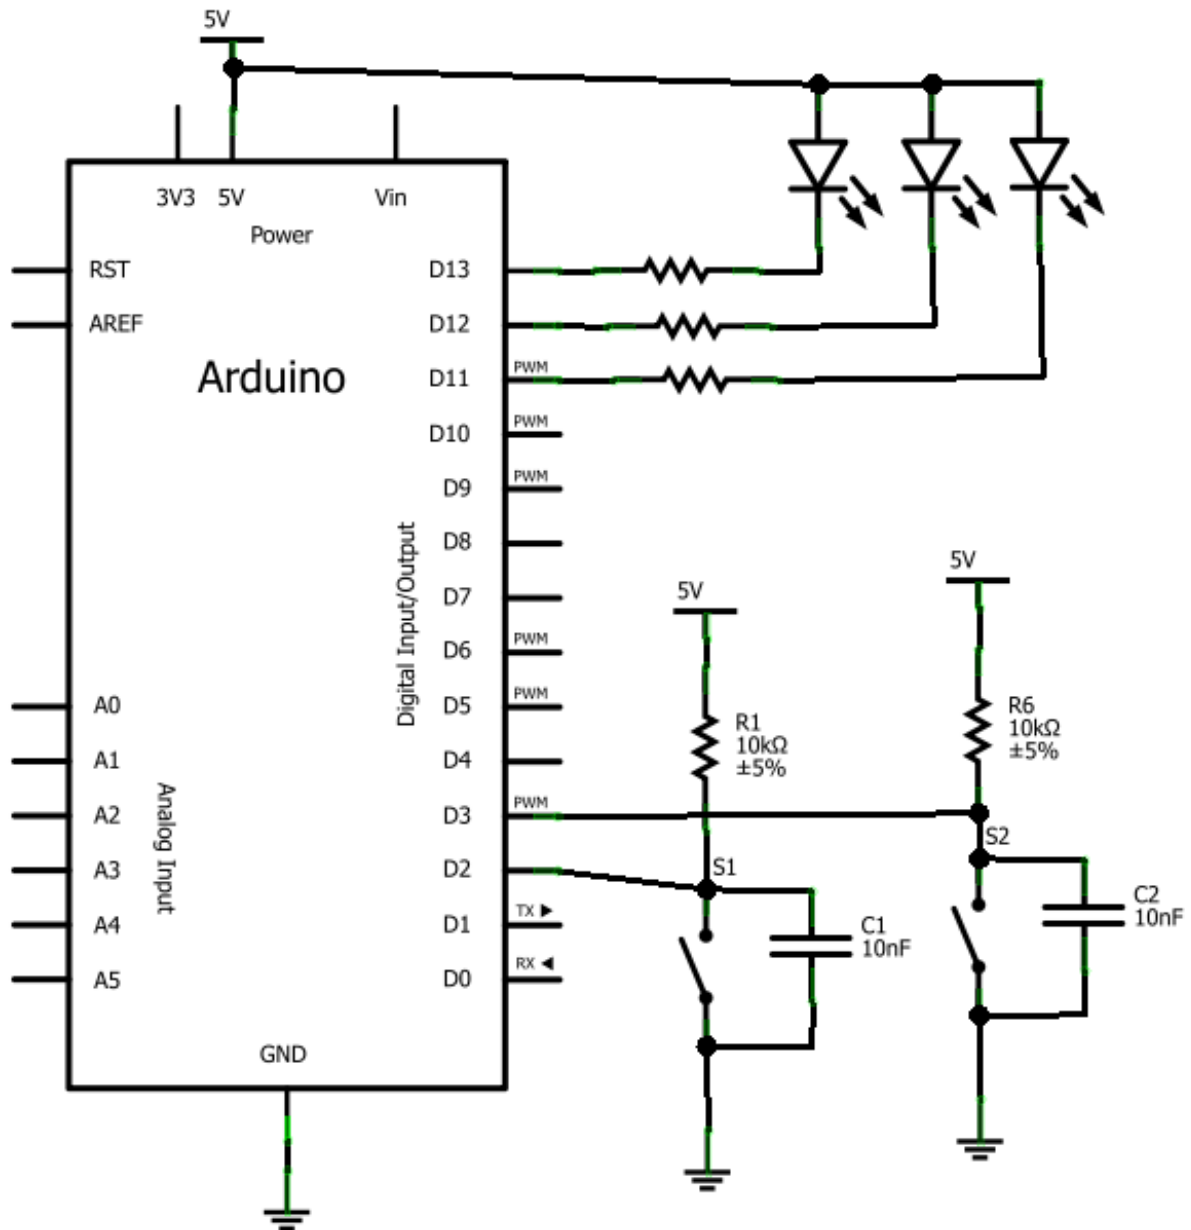 5V
3V3 5V Vin
Power
RST
AREF
Arduino
D13
D12
D11 PWM
D10 PWM
D9 PWM
D8
D7
D6 PWM
D5 PWM
D4
D3 PWM
D2
D1 TX ▶
D0 RX ◀
Digital Input/Output
A0
A1
A2
A3
A4
A5
Analog Input
GND
5V
R1
10kΩ
±5%
S1
C1
10nF
5V
R6
10kΩ
±5%
S2
C2
10nF